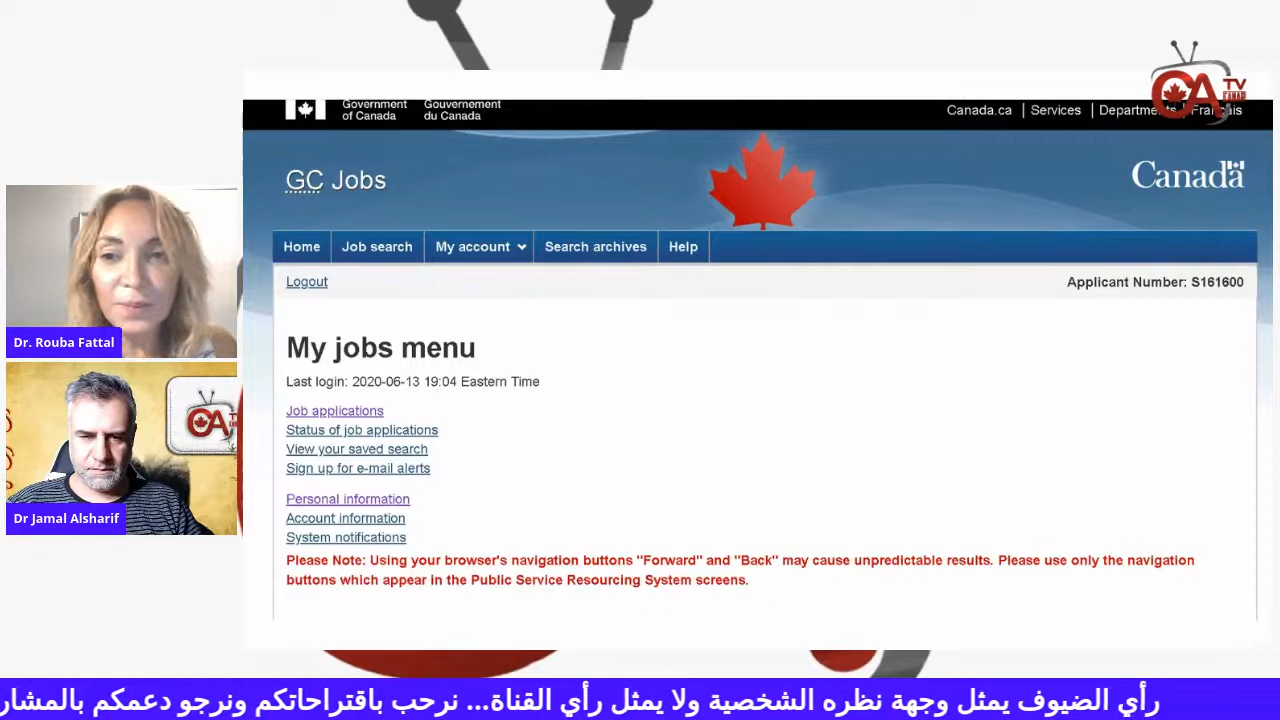 CA TV
Government of Canada
Gouvernement du Canada
Canada.ca | Services | Departments | Français
GC Jobs
Canada
Home
Job search
My account
Search archives
Help
Logout
Applicant Number: S161600
My jobs menu
Last login: 2020-06-13 19:04 Eastern Time
Job applications
Status of job applications
View your saved search
Sign up for e-mail alerts
Personal information
Account information
System notifications
Please Note: Using your browser's navigation buttons "Forward" and "Back" may cause unpredictable results. Please use only the navigation
buttons which appear in the Public Service Resourcing System screens.
Dr. Rouba Fattal
CA TV
Dr Jamal Alsharif
رأي الضيوف يمثل وجهة نظره الشخصية ولا يمثل رأي القناة... نرحب باقتراحاتكم ونرجو دعمكم بالمشار